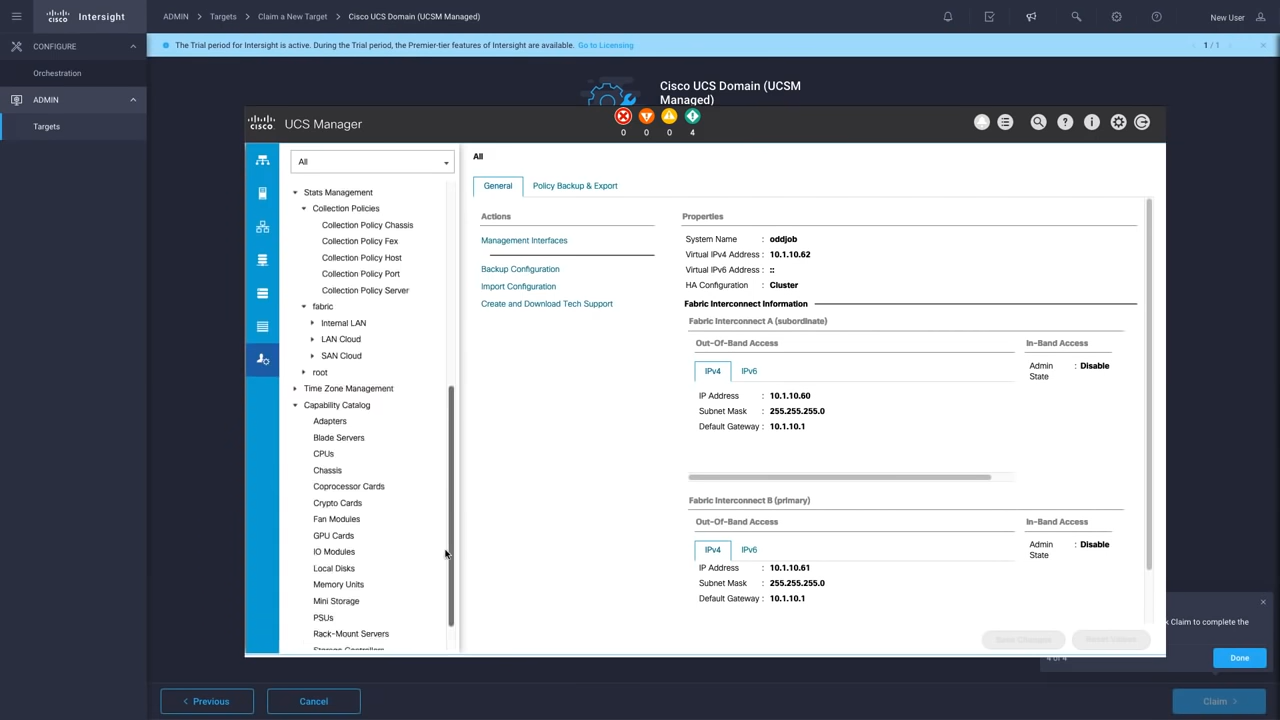 CISCO Intersight
ADMIN > Targets > Claim a New Target > Cisco UCS Domain (UCSM Managed)
New User
CONFIGURE
Orchestration
ADMIN
Targets
The Trial period for Intersight is active. During the Trial period, the Premier-tier features of Intersight are available. Go to Licensing
1 / 1
Cisco UCS Domain (UCSM
Managed)
CISCO UCS Manager
0 0 0 4
All
Stats Management
Collection Policies
Collection Policy Chassis
Collection Policy Fex
Collection Policy Host
Collection Policy Port
Collection Policy Server
fabric
Internal LAN
LAN Cloud
SAN Cloud
root
Time Zone Management
Capability Catalog
Adapters
Blade Servers
CPUs
Chassis
Coprocessor Cards
Crypto Cards
Fan Modules
GPU Cards
IO Modules
Local Disks
Memory Units
Mini Storage
PSUs
Rack-Mount Servers
All
General Policy Backup & Export
Actions
Management Interfaces
Backup Configuration
Import Configuration
Create and Download Tech Support
Properties
System Name : oddjob
Virtual IPv4 Address : 10.1.10.62
Virtual IPv6 Address : ::
HA Configuration : Cluster
Fabric Interconnect Information
Fabric Interconnect A (subordinate)
Out-Of-Band Access
In-Band Access
IPv4 IPv6
Admin State : Disable
IP Address : 10.1.10.60
Subnet Mask : 255.255.255.0
Default Gateway : 10.1.10.1
Fabric Interconnect B (primary)
Out-Of-Band Access
In-Band Access
IPv4 IPv6
Admin State : Disable
IP Address : 10.1.10.61
Subnet Mask : 255.255.255.0
Default Gateway : 10.1.10.1
Claim to complete the
4 of 4
Done
Previous
Cancel
Claim